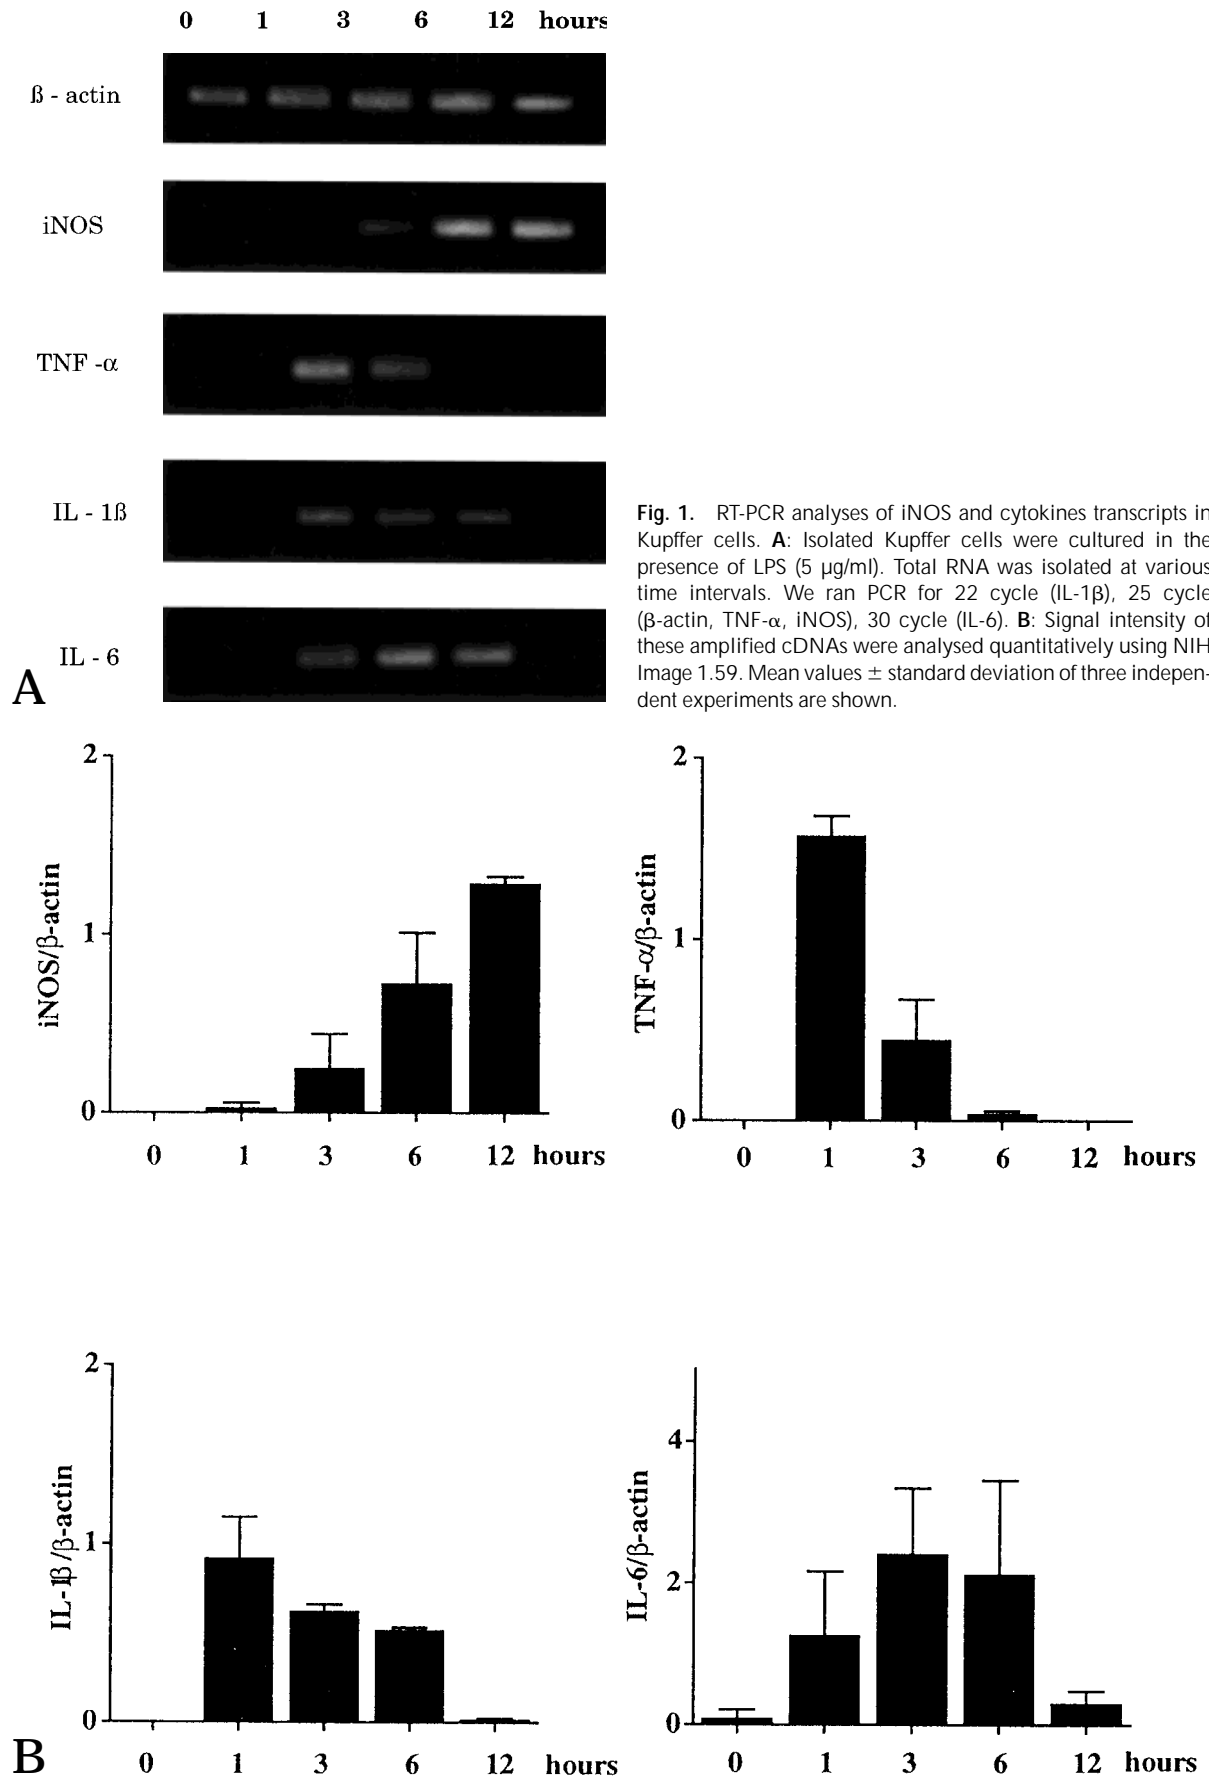 0 1 3 6 12 hours
ß - actin
iNOS
TNF -α
IL - 1ß
IL - 6
A
Fig. 1. RT-PCR analyses of iNOS and cytokines transcripts in
Kupffer cells. A: Isolated Kupffer cells were cultured in the
presence of LPS (5 µg/ml). Total RNA was isolated at various
time intervals. We ran PCR for 22 cycle (IL-1β), 25 cycle
(β-actin, TNF-α, iNOS), 30 cycle (IL-6). B: Signal intensity of
these amplified cDNAs were analysed quantitatively using NIH
Image 1.59. Mean values ± standard deviation of three indepen-
dent experiments are shown.
2
1
0
iNOS/β-actin
0 1 3 6 12 hours
2
1
0
TNF-α/β-actin
0 1 3 6 12 hours
2
1
0
IL-1β/β-actin
0 1 3 6 12 hours
4
2
0
IL-6/β-actin
0 1 3 6 12 hours
B